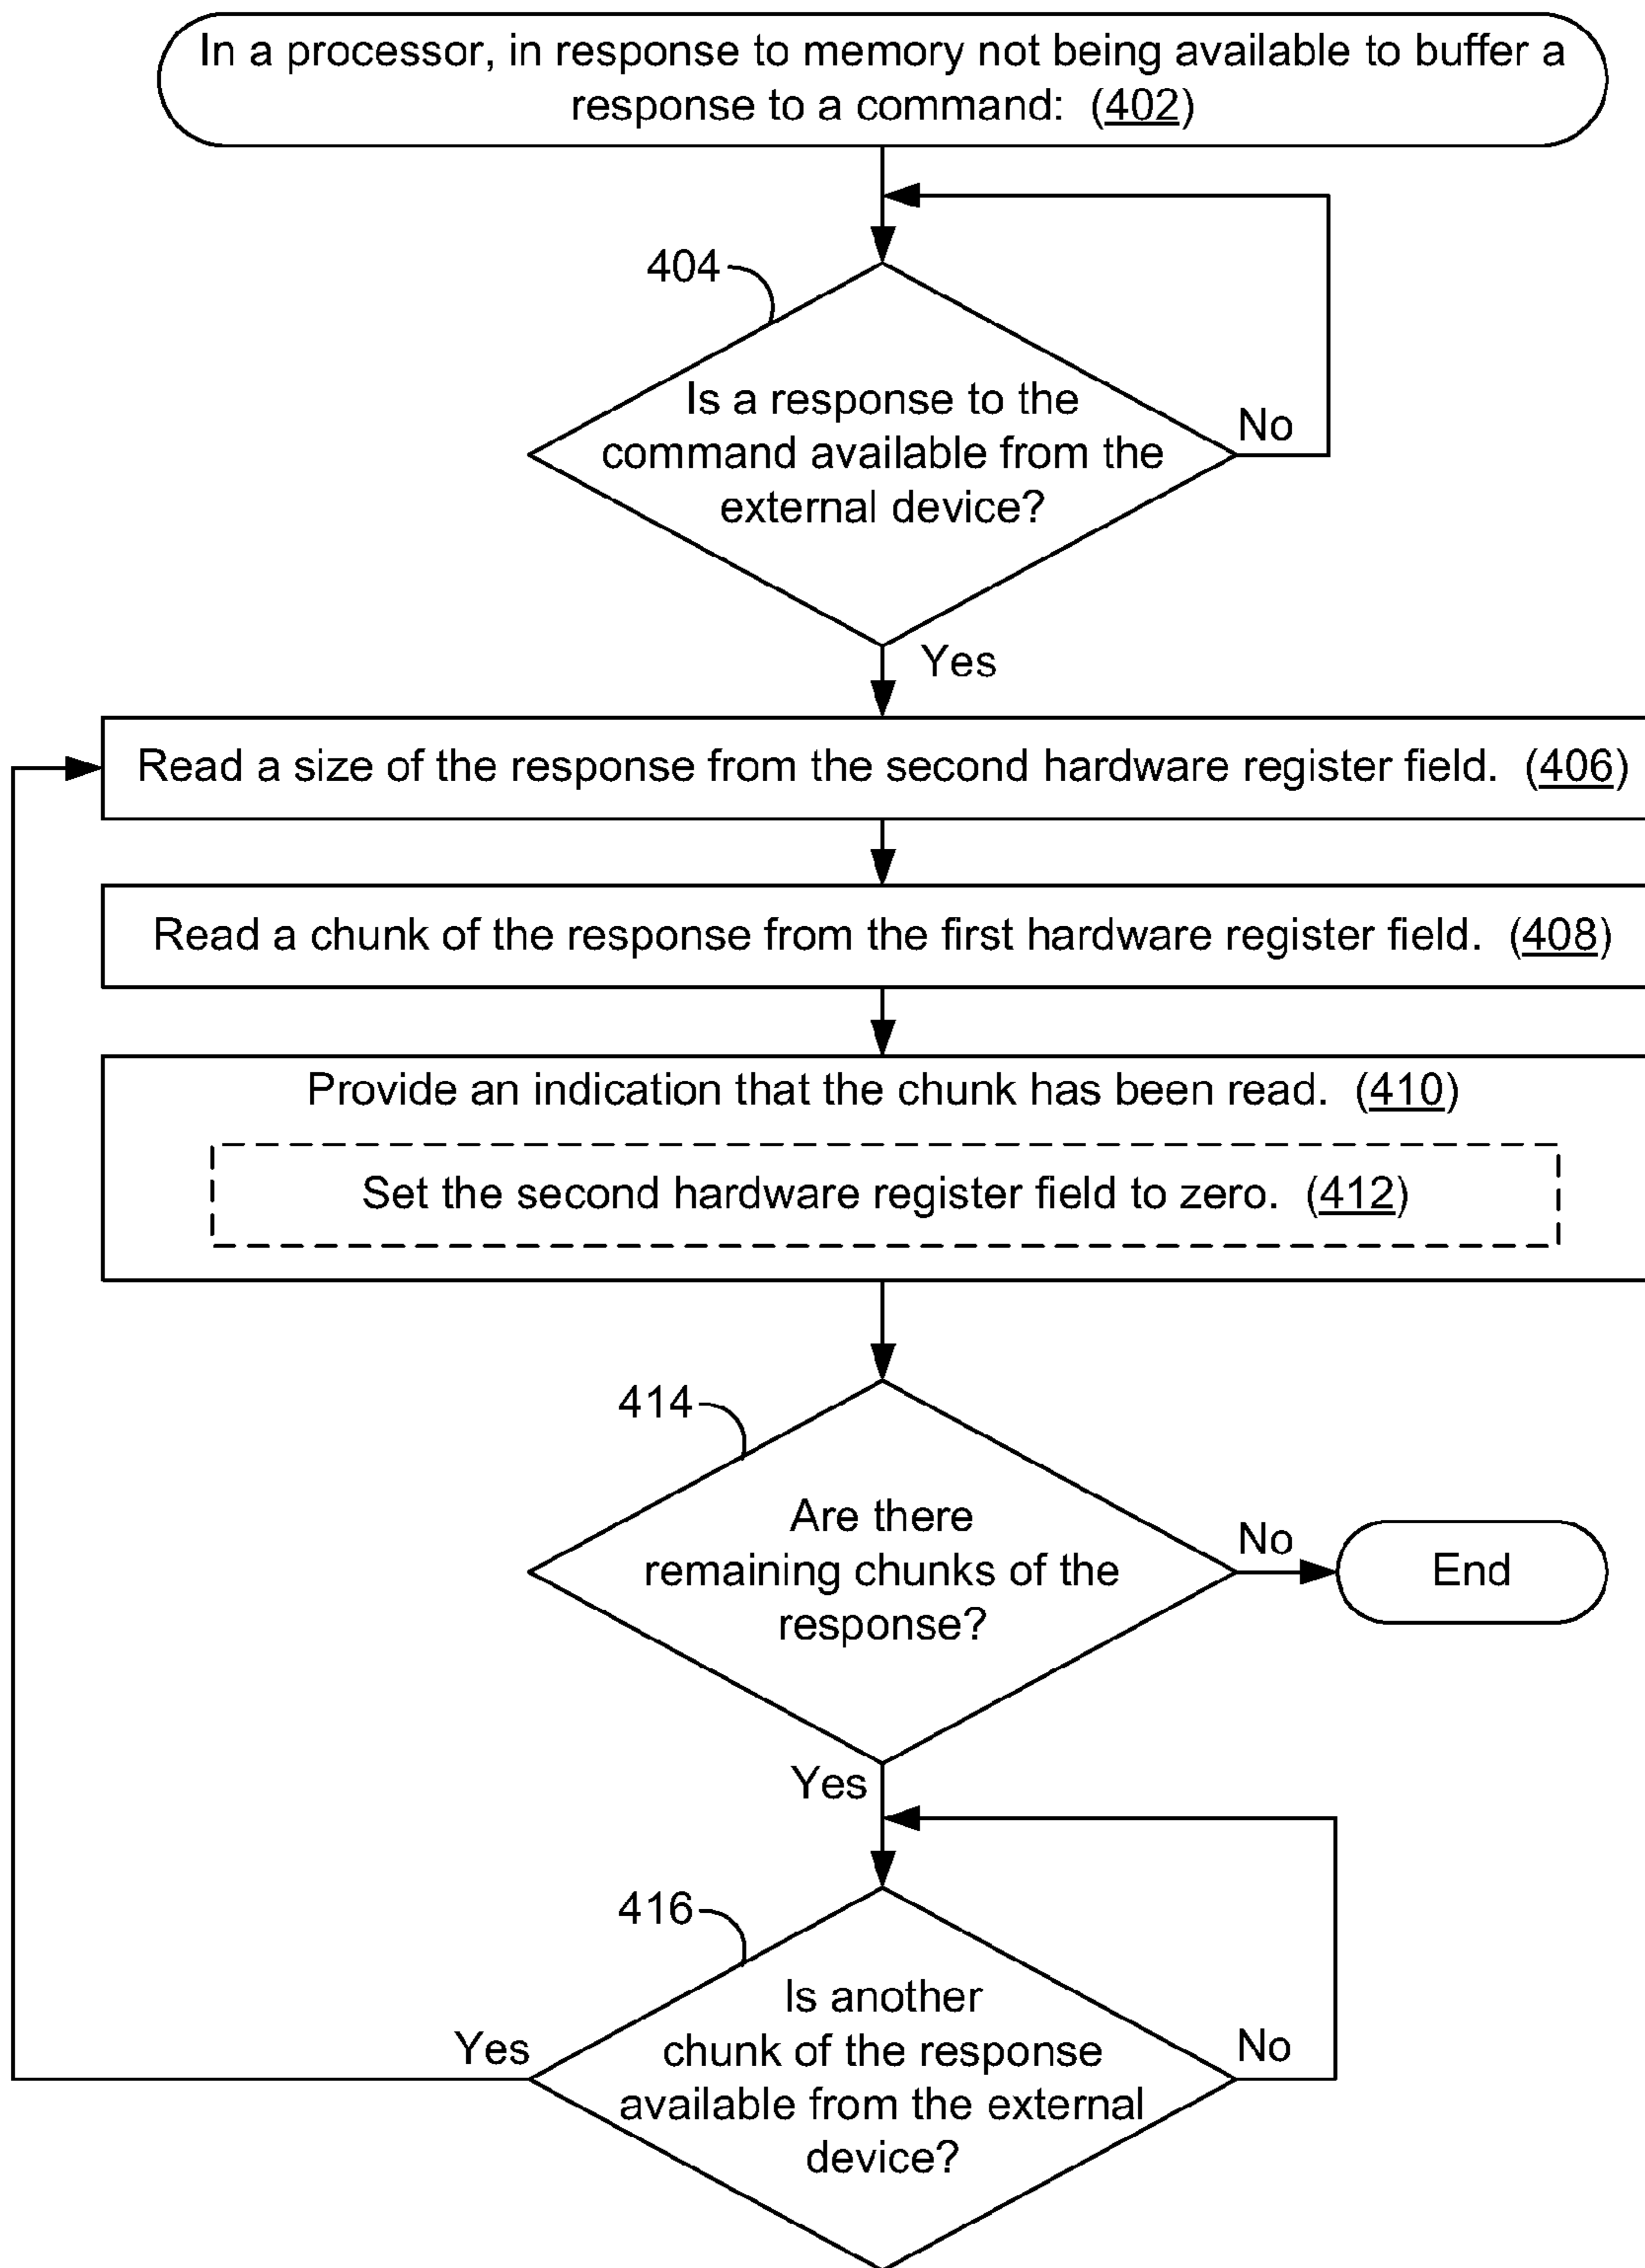 In a processor, in response to memory not being available to buffer a
response to a command: (402)
404
Is a response to the
command available from the
external device?
No
Yes
Read a size of the response from the second hardware register field. (406)
Read a chunk of the response from the first hardware register field. (408)
Provide an indication that the chunk has been read. (410)
Set the second hardware register field to zero. (412)
414
Are there
remaining chunks of the
response?
No
End
Yes
416
Is another
chunk of the response
available from the external
device?
Yes
No